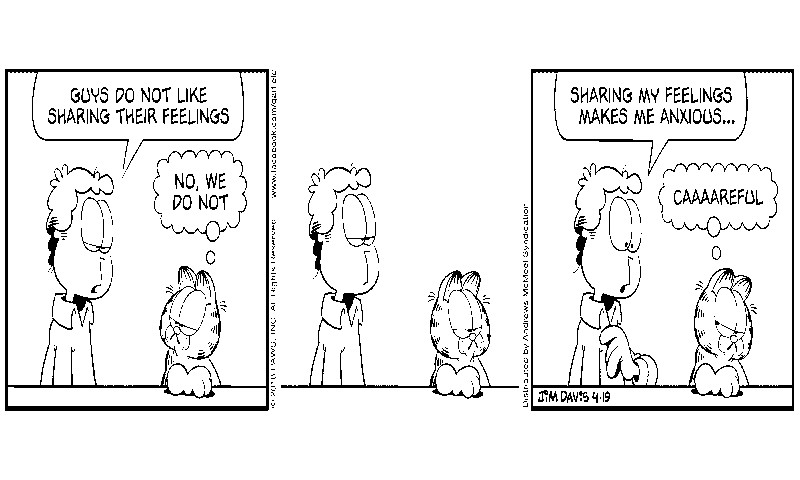 GUYS DO NOT LIKE
SHARING THEIR FEELINGS
NO, WE
DO NOT
SHARING MY FEELINGS
MAKES ME ANXIOUS...
CAAAAREFUL
JIM DAVIS 4-19
Distributed by Andrews McMeel Syndication